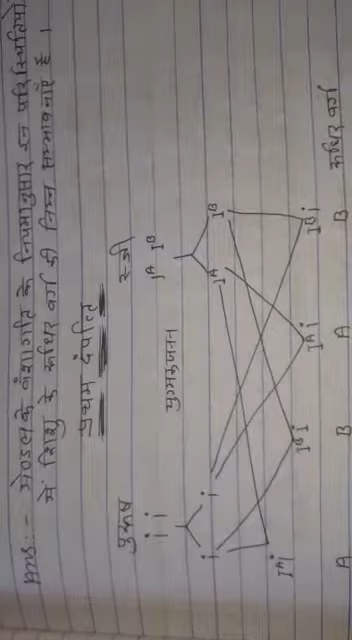 Ans:- मेण्डल के वंशागति के नियमानुसार इन परिस्थितियों
में शिशु के रूधिर वर्ग की निम्न सम्भावनाएँ है ।
प्रथम दंपत्ति
पुरूष स्त्री
i i Iᴬ Iᴮ
युग्मकजनन
i i Iᴬ Iᴮ
Iᴬi Iᴮi Iᴬi Iᴮi
A B A B रूधिर वर्ग